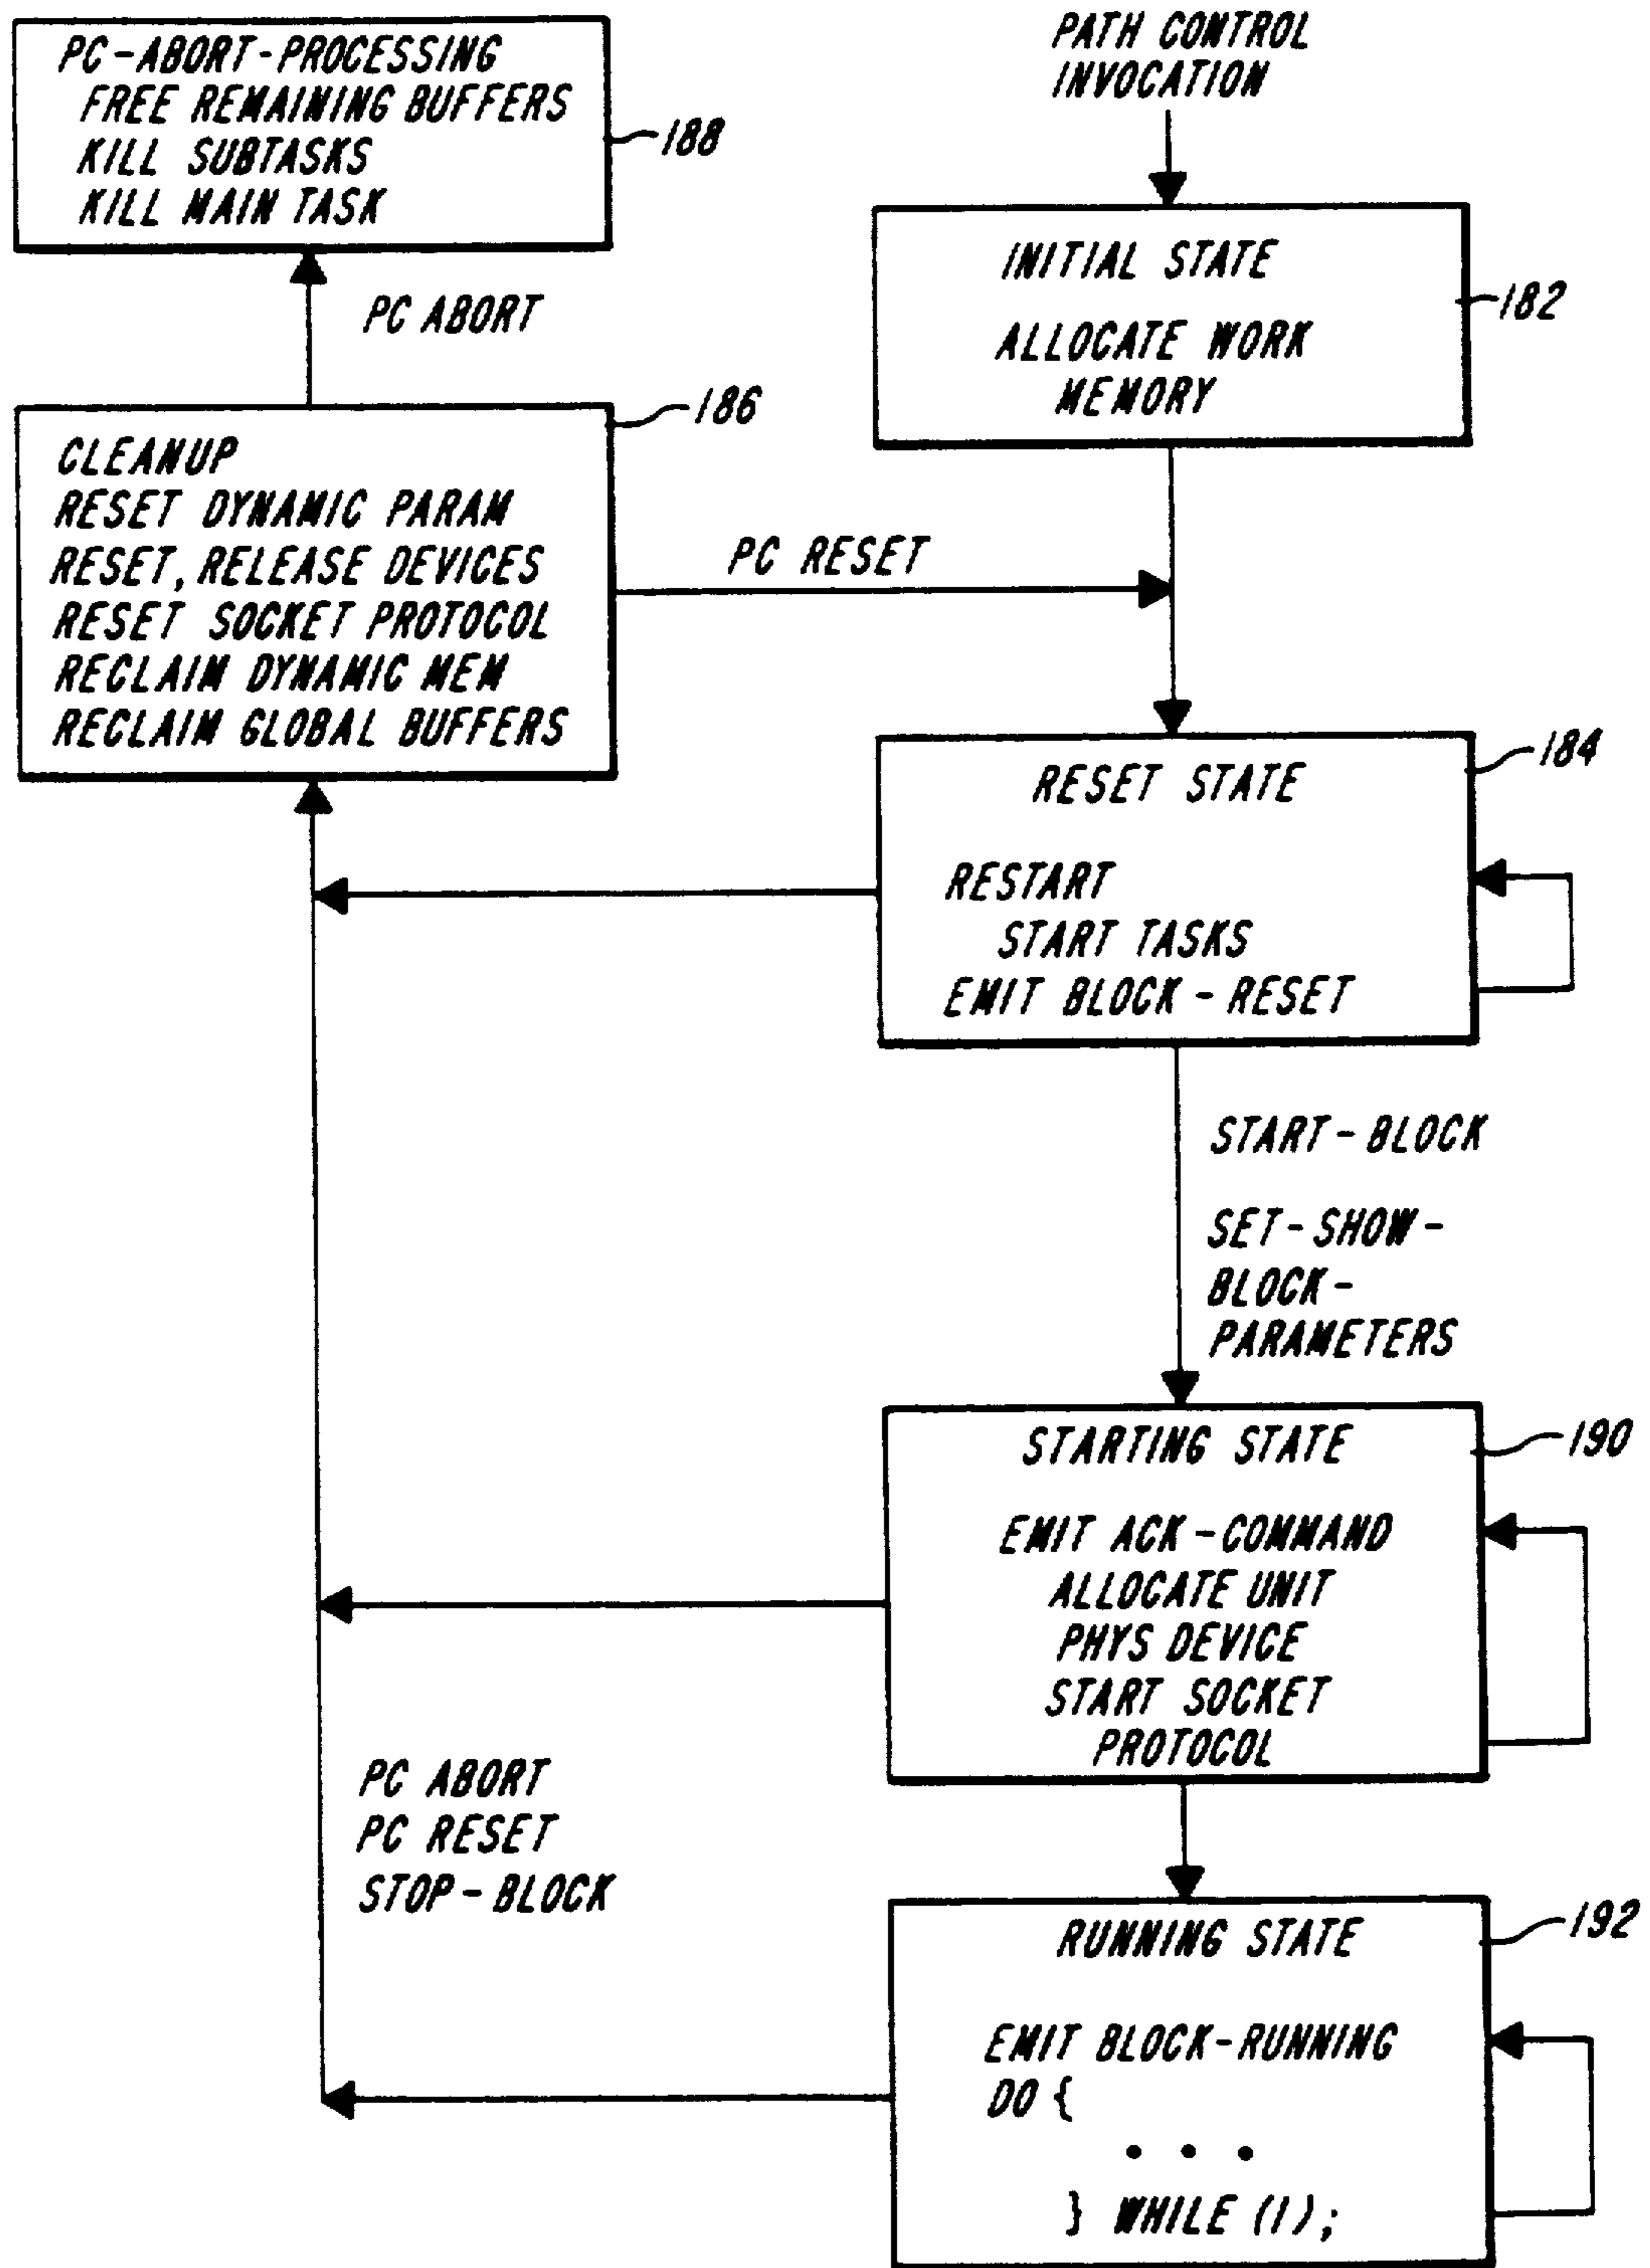 PC-ABORT-PROCESSING
FREE REMAINING BUFFERS
KILL SUBTASKS
KILL MAIN TASK
188
PATH CONTROL
INVOCATION
INITIAL STATE
ALLOCATE WORK
MEMORY
182
PC ABORT
186
CLEANUP
RESET DYNAMIC PARAM
RESET, RELEASE DEVICES
RESET SOCKET PROTOCOL
RECLAIM DYNAMIC MEM
RECLAIM GLOBAL BUFFERS
PC RESET
184
RESET STATE
RESTART
START TASKS
EMIT BLOCK-RESET
START-BLOCK
SET-SHOW-
BLOCK-
PARAMETERS
190
STARTING STATE
EMIT ACK-COMMAND
ALLOCATE UNIT
PHYS DEVICE
START SOCKET
PROTOCOL
PC ABORT
PC RESET
STOP-BLOCK
192
RUNNING STATE
EMIT BLOCK-RUNNING
DO {
. . .
} WHILE (1);